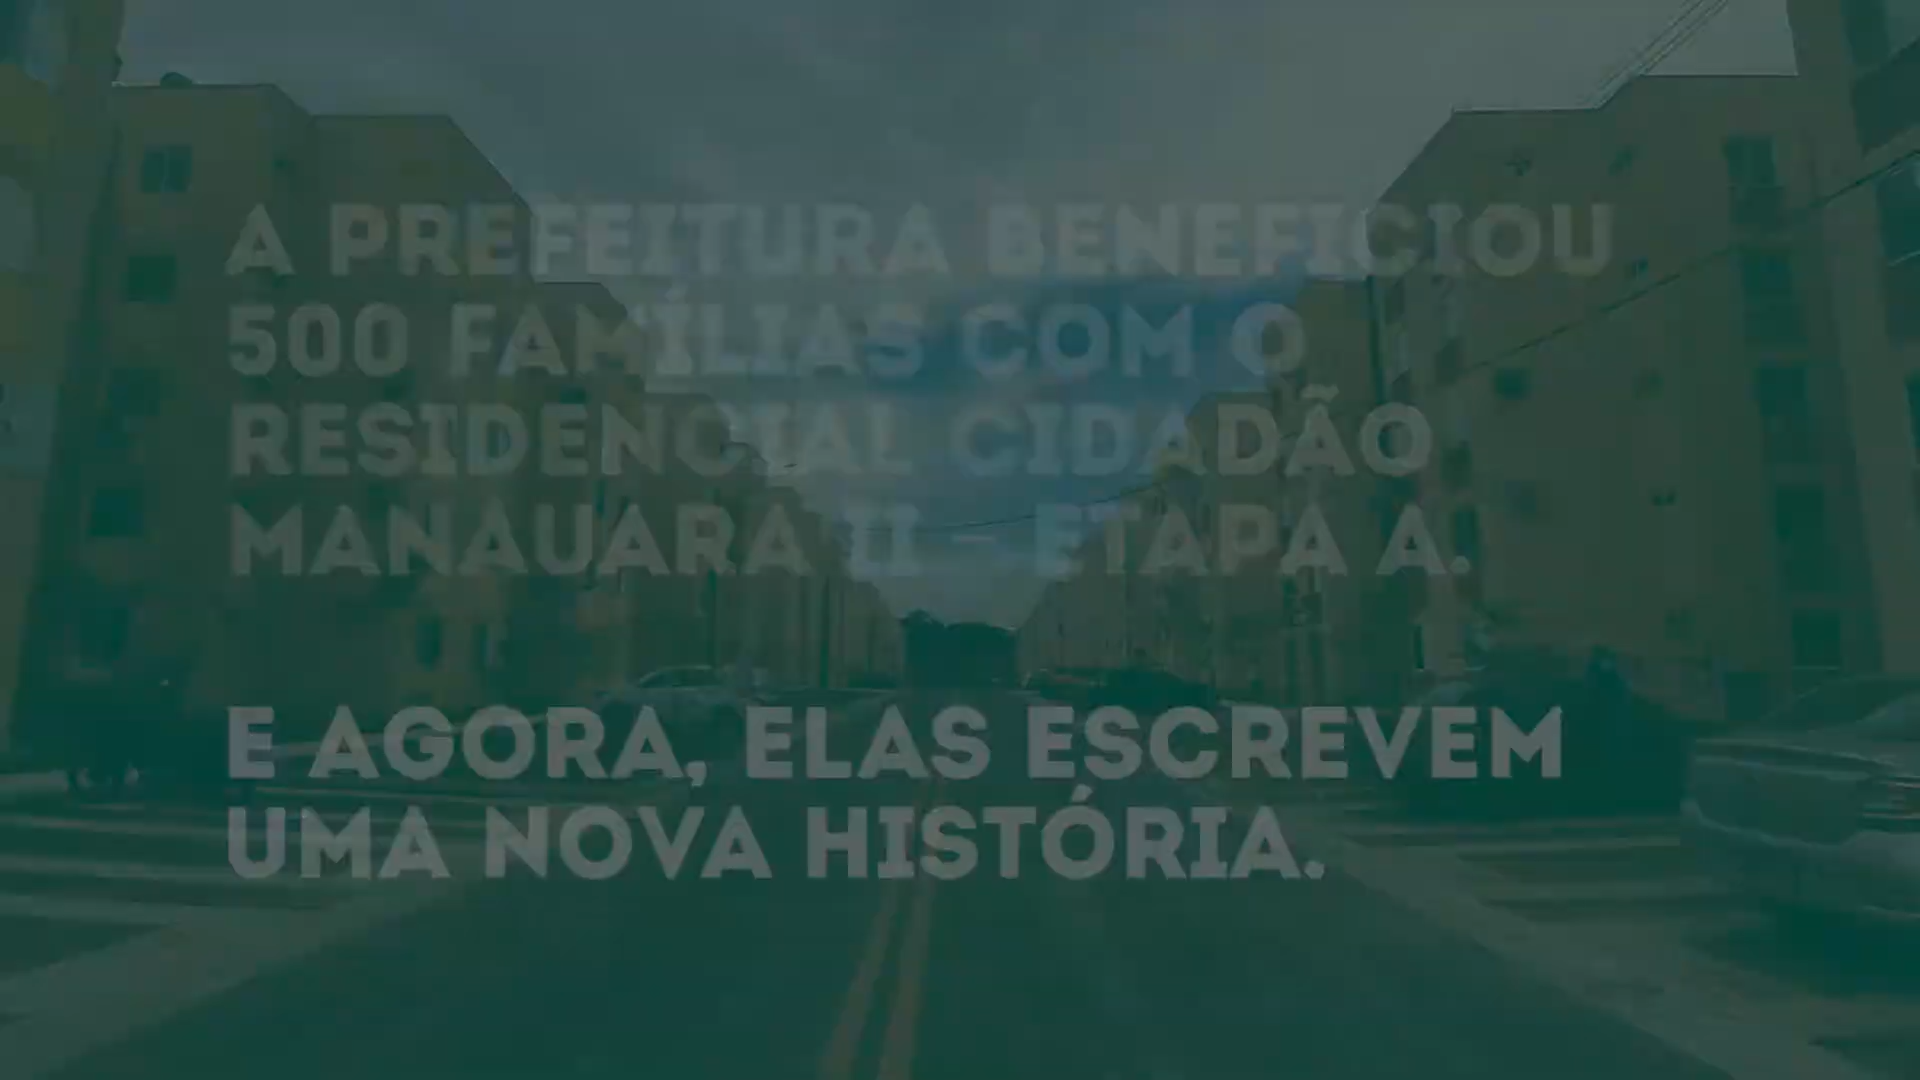 A PREFEITURA BENEFICIOU
500 FAMÍLIAS COM O
RESIDENCIAL CIDADÃO
MANAUARA II - ETAPA A.
E AGORA, ELAS ESCREVEM
UMA NOVA HISTÓRIA.